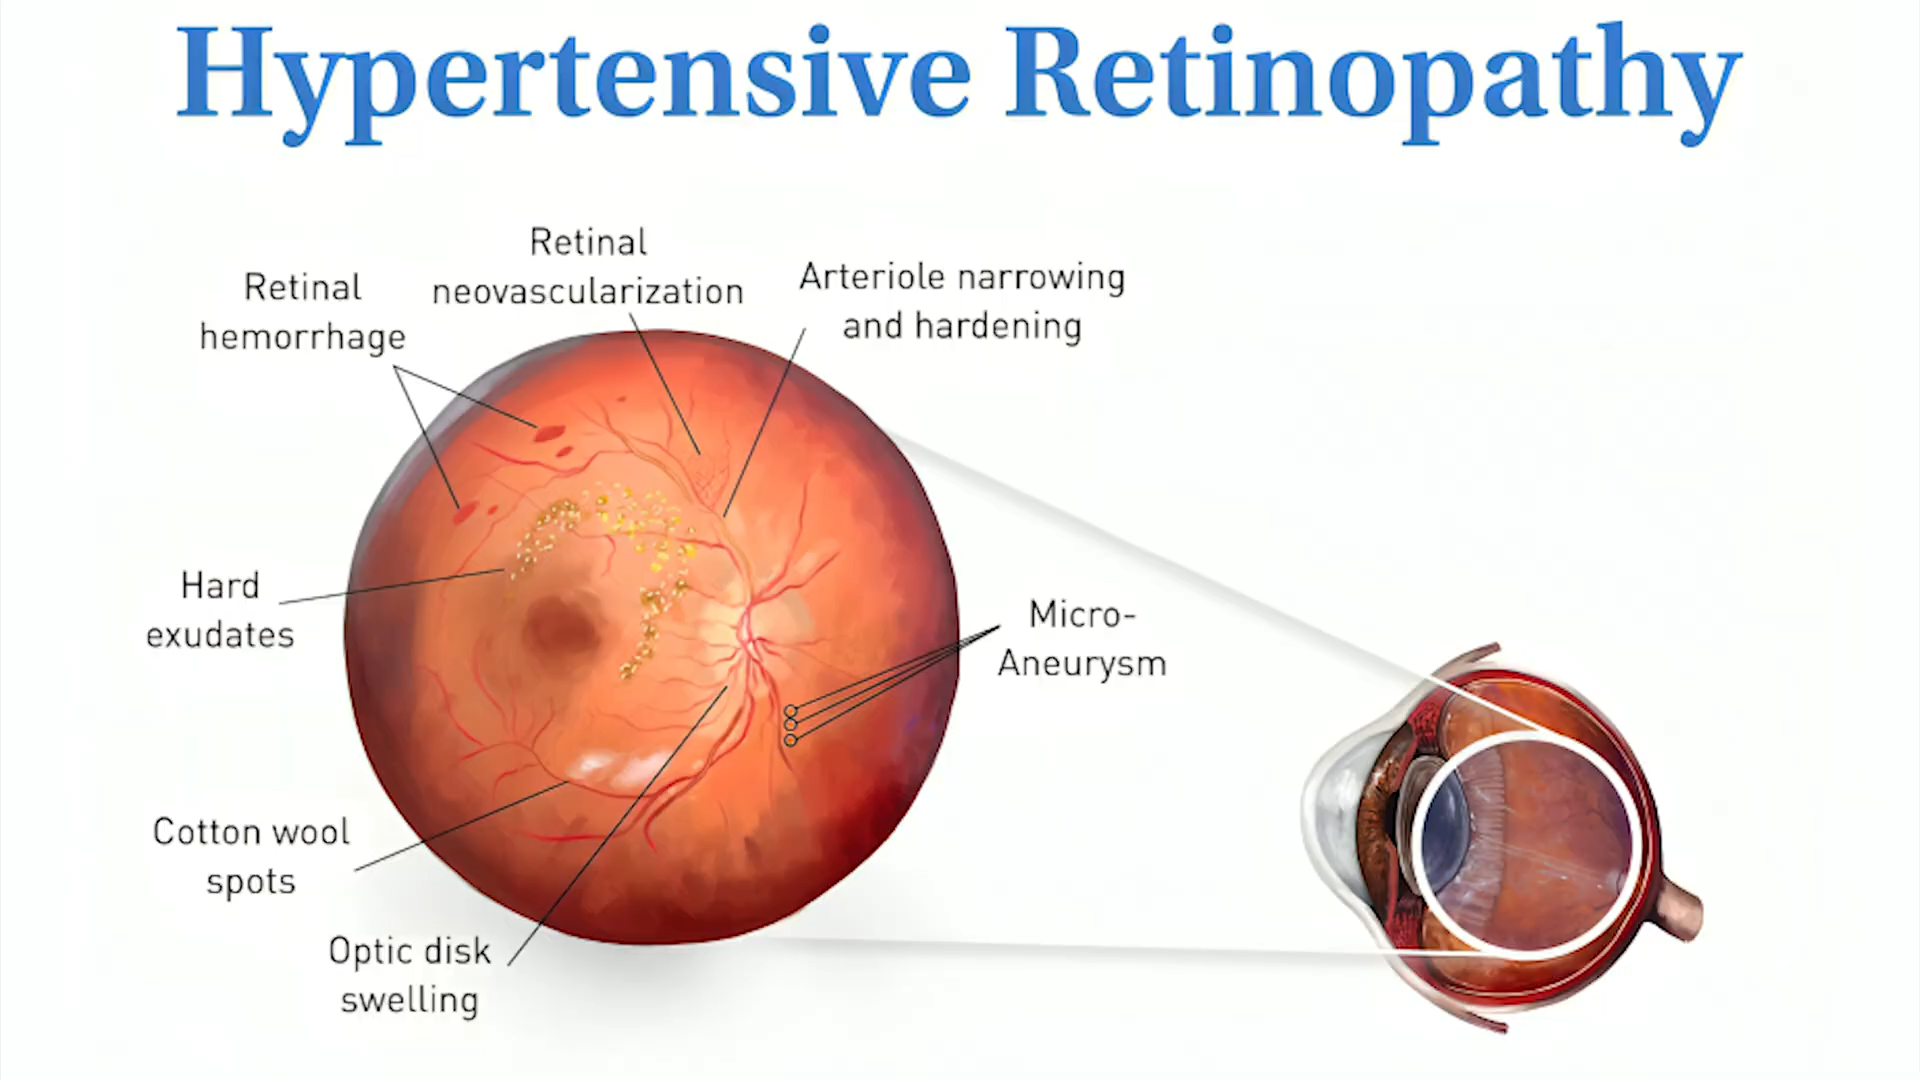 Hypertensive Retinopathy
Retinal
neovascularization
Retinal
hemorrhage
Arteriole narrowing
and hardening
Hard
exudates
Micro-
Aneurysm
Cotton wool
spots
Optic disk
swelling